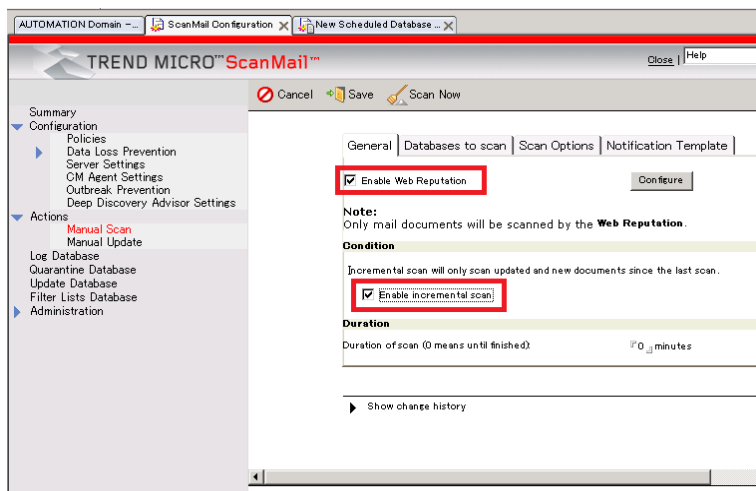 AUTOMATION Domain -...
ScanMail Configuration
New Scheduled Database ...
TREND MICRO™ ScanMail™
Close | Help
Cancel Save Scan Now
Summary
Configuration
Policies
Data Loss Prevention
Server Settings
CM Agent Settings
Outbreak Prevention
Deep Discovery Advisor Settings
Actions
Manual Scan
Manual Update
Log Database
Quarantine Database
Update Database
Filter Lists Database
Administration
General Databases to scan Scan Options Notification Template
Enable Web Reputation Configure
Note:
Only mail documents will be scanned by the Web Reputation.
Condition
Incremental scan will only scan updated and new documents since the last scan.
Enable incremental scan
Duration
Duration of scan (0 means until finished): 0 minutes
Show change history